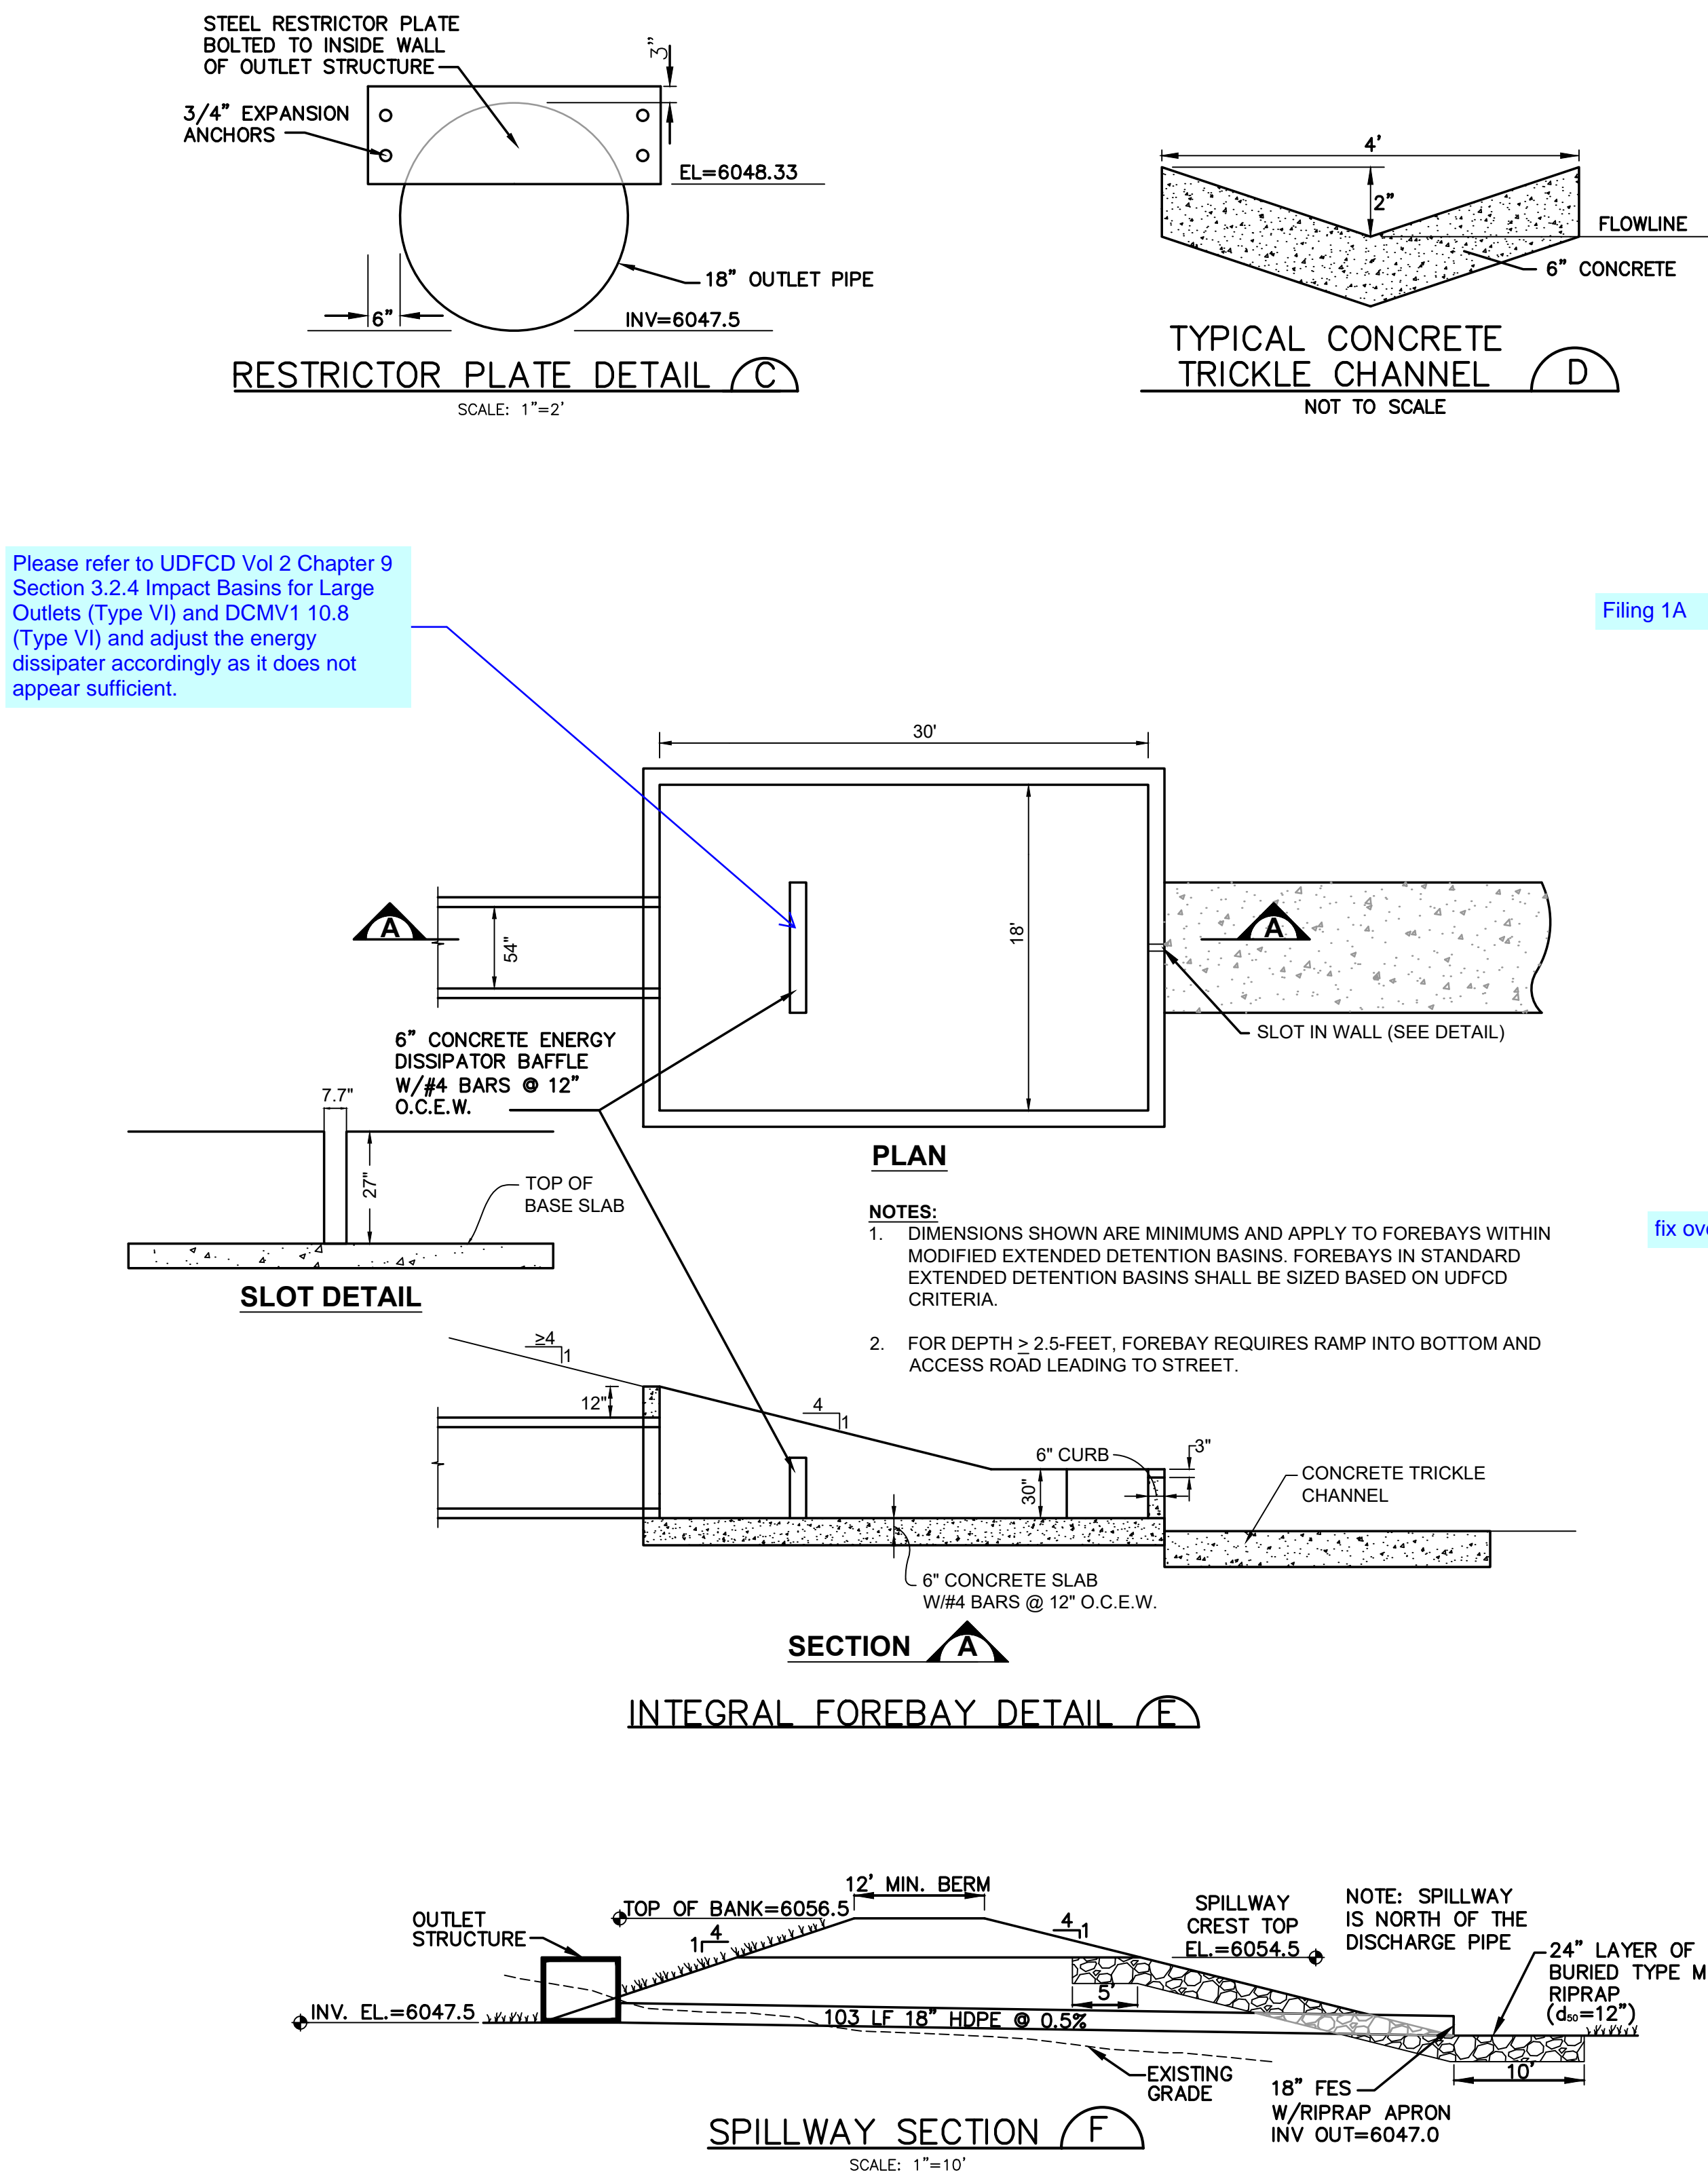 STEEL RESTRICTOR PLATE
BOLTED TO INSIDE WALL
OF OUTLET STRUCTURE
3"
3/4" EXPANSION
ANCHORS
EL=6048.33
18" OUTLET PIPE
6"
INV=6047.5
RESTRICTOR PLATE DETAIL C
SCALE: 1"=2'
4'
2"
FLOWLINE
6" CONCRETE
TYPICAL CONCRETE
TRICKLE CHANNEL D
NOT TO SCALE
Please refer to UDFCD Vol 2 Chapter 9
Section 3.2.4 Impact Basins for Large
Outlets (Type VI) and DCMV1 10.8
(Type VI) and adjust the energy
dissipater accordingly as it does not
appear sufficient.
Filing 1A
30'
18'
A
54"
A
SLOT IN WALL (SEE DETAIL)
6" CONCRETE ENERGY
DISSIPATOR BAFFLE
W/#4 BARS @ 12"
O.C.E.W.
PLAN
7.7"
27"
TOP OF
BASE SLAB
SLOT DETAIL
NOTES:
1. DIMENSIONS SHOWN ARE MINIMUMS AND APPLY TO FOREBAYS WITHIN
MODIFIED EXTENDED DETENTION BASINS. FOREBAYS IN STANDARD
EXTENDED DETENTION BASINS SHALL BE SIZED BASED ON UDFCD
CRITERIA.
2. FOR DEPTH ≥ 2.5-FEET, FOREBAY REQUIRES RAMP INTO BOTTOM AND
ACCESS ROAD LEADING TO STREET.
fix
≥4
1
12"
4
1
6" CURB
3"
30"
CONCRETE TRICKLE
CHANNEL
6" CONCRETE SLAB
W/#4 BARS @ 12" O.C.E.W.
SECTION A
INTEGRAL FOREBAY DETAIL E
12' MIN. BERM
TOP OF BANK=6056.5
OUTLET
STRUCTURE
4
1
4
1
SPILLWAY
CREST TOP
EL.=6054.5
NOTE: SPILLWAY
IS NORTH OF THE
DISCHARGE PIPE
24" LAYER OF
BURIED TYPE M
RIPRAP
(d50=12")
INV. EL.=6047.5
5'
103 LF 18" HDPE @ 0.5%
EXISTING
GRADE
10'
18" FES
W/RIPRAP APRON
INV OUT=6047.0
SPILLWAY SECTION F
SCALE: 1"=10'